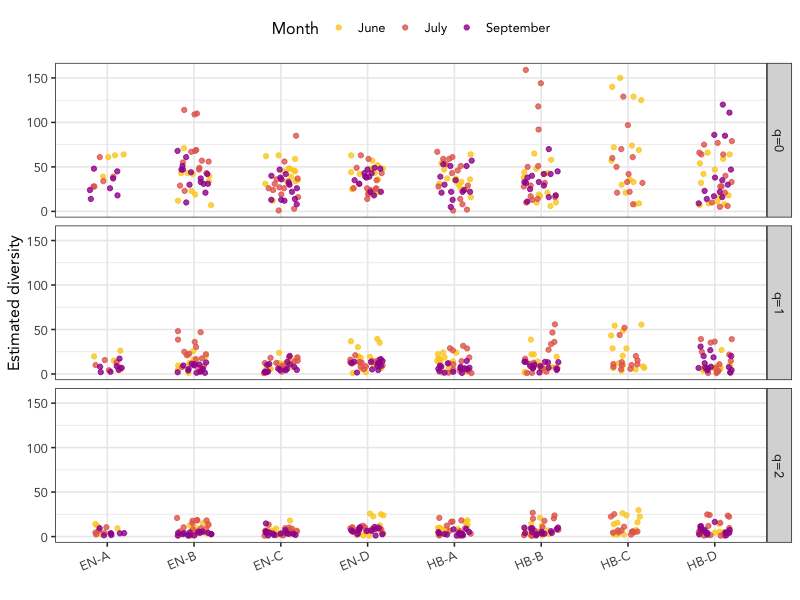 Month June July September
Estimated diversity
150
100
50
0
q=0
150
100
50
0
q=1
150
100
50
0
q=2
EN-A EN-B EN-C EN-D HB-A HB-B HB-C HB-D